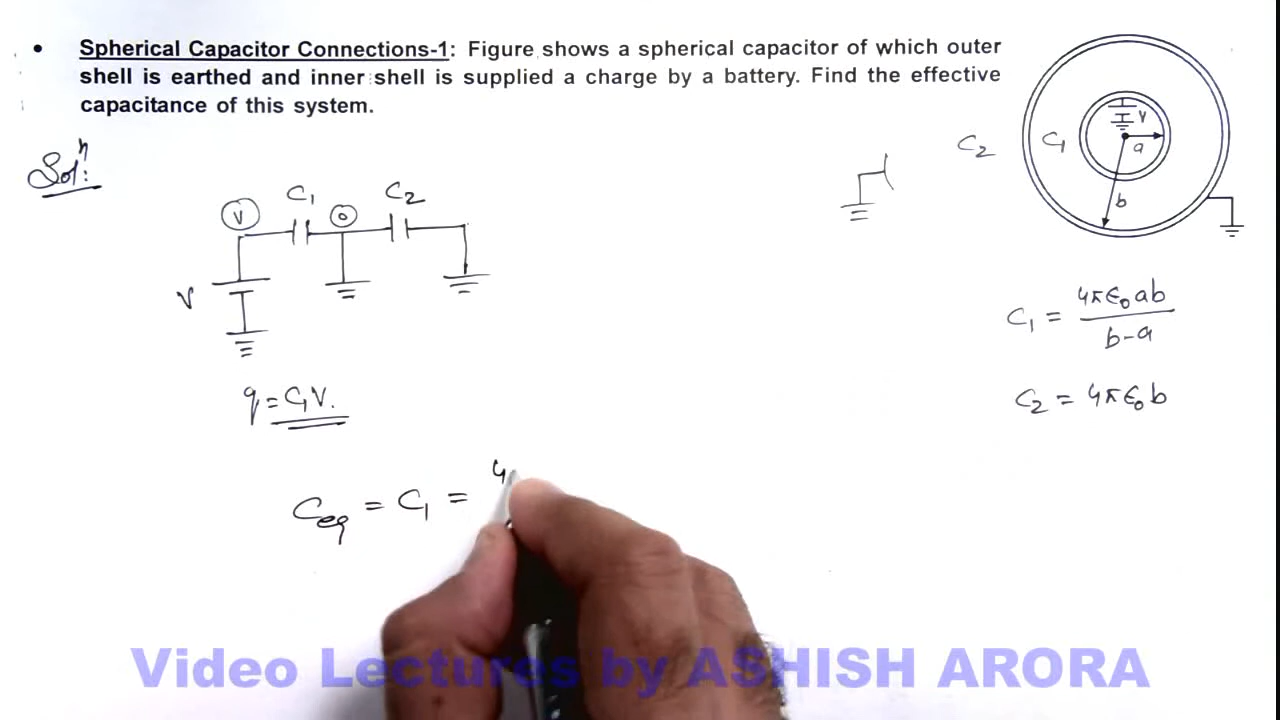 • Spherical Capacitor Connections-1: Figure shows a spherical capacitor of which outer
shell is earthed and inner shell is supplied a charge by a battery. Find the effective
capacitance of this system.
Solⁿ:
C₁ C₂
V 0
V
q = C₁V.
C_eq = C₁ = 4
C₂ C₁ V
a
b
C₁ = 4πε₀ab / b-a
C₂ = 4πε₀b
Video Lectures by ASHISH ARORA